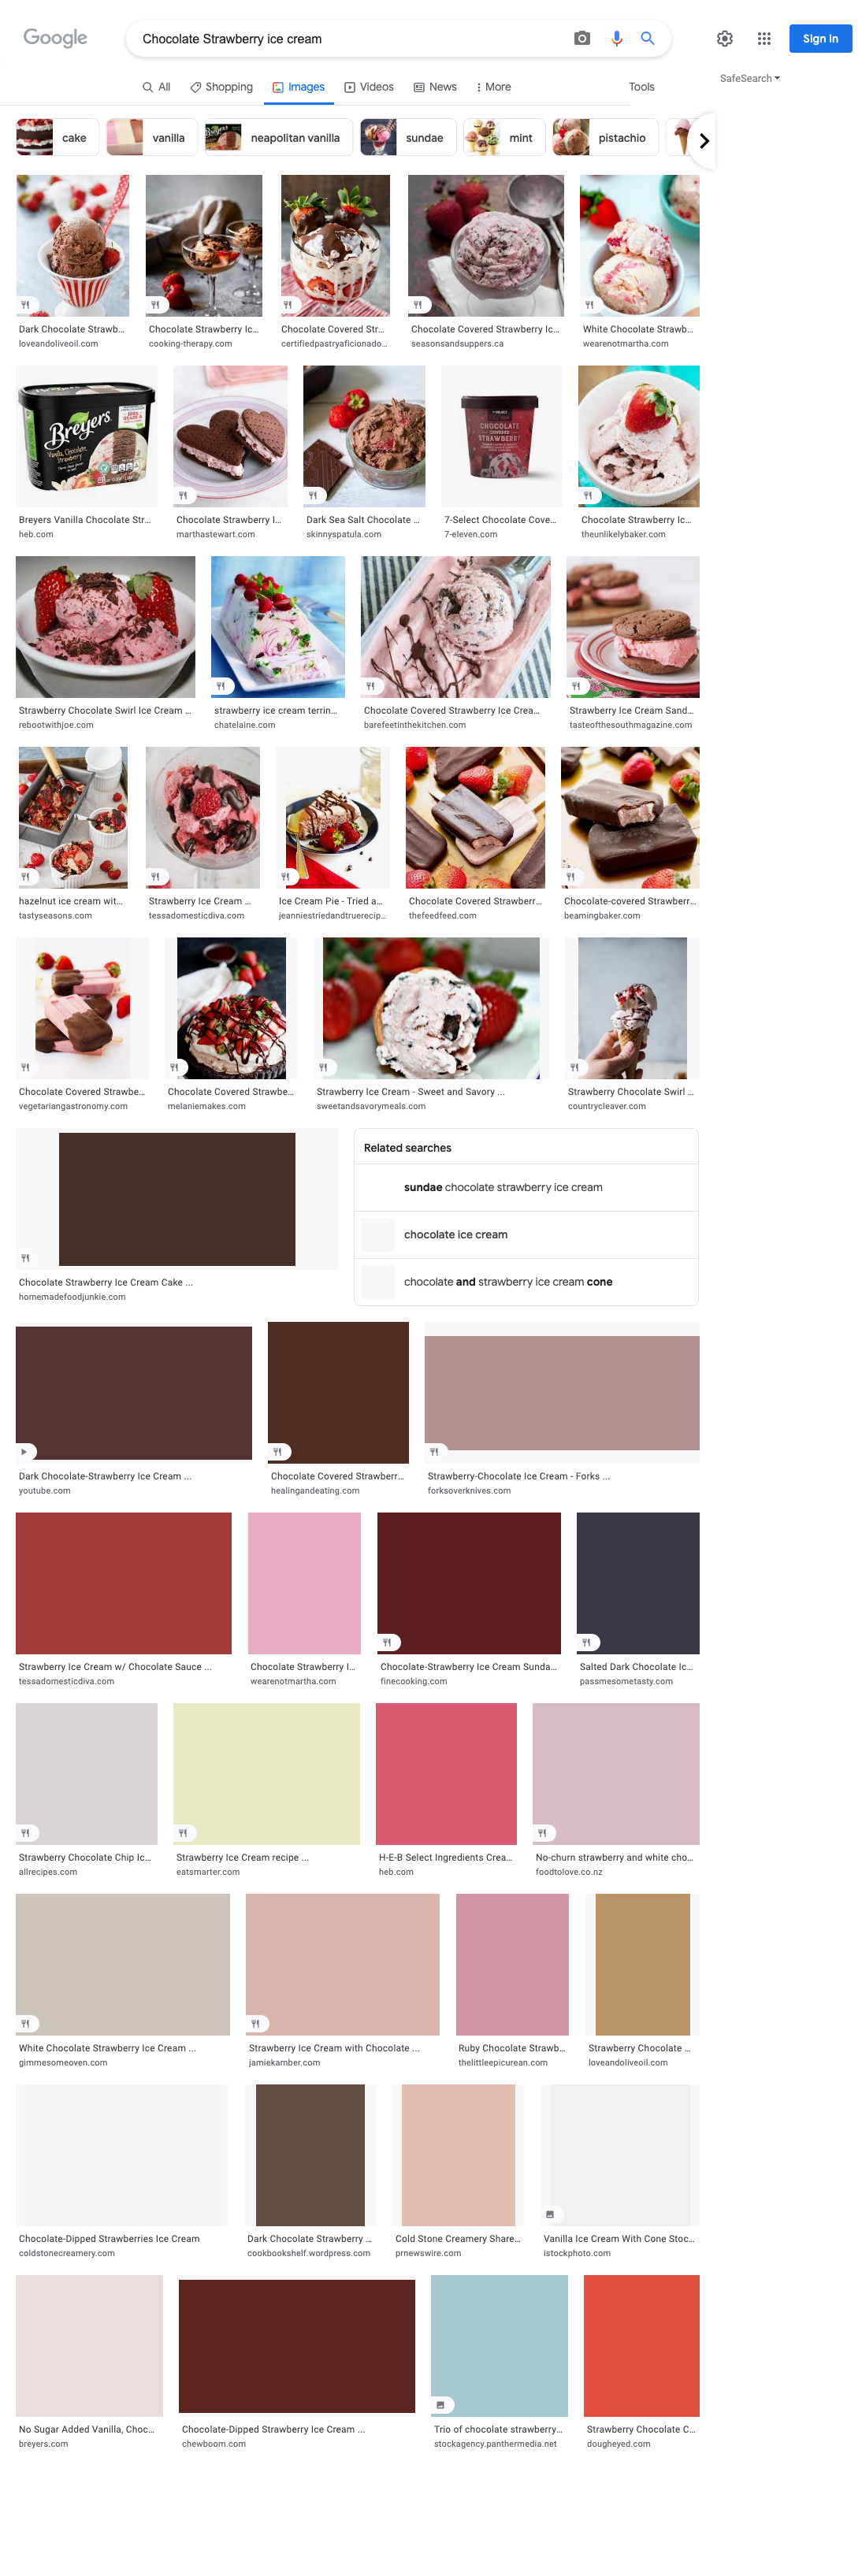 Google
Chocolate Strawberry ice cream
Sign in
All
Shopping
Images
Videos
News
More
Tools
SafeSearch
cake
vanilla
neapolitan vanilla
sundae
mint
pistachio
Dark Chocolate Strawb...
loveandoliveoil.com
Chocolate Strawberry Ic...
cooking-therapy.com
Chocolate Covered Str...
certifiedpastryaficionado...
Chocolate Covered Strawberry Ic...
seasonsandsuppers.ca
White Chocolate Strawb...
wearenotmartha.com
Breyers
Vanilla, Chocolate,
Strawberry
CHOCOLATE
COVERED
STRAWBERRY
Breyers Vanilla Chocolate Str...
heb.com
Chocolate Strawberry I...
marthastewart.com
Dark Sea Salt Chocolate ...
skinnyspatula.com
7-Select Chocolate Cove...
7-eleven.com
Chocolate Strawberry Ic...
theunlikelybaker.com
Strawberry Chocolate Swirl Ice Cream ...
rebootwithjoe.com
strawberry ice cream terrin...
chatelaine.com
Chocolate Covered Strawberry Ice Crea...
barefeetinthekitchen.com
Strawberry Ice Cream Sand...
tasteofthesouthmagazine.com
hazelnut ice cream wit...
tastyseasons.com
Strawberry Ice Cream ...
tessadomesticdiva.com
Ice Cream Pie - Tried a...
jeanniestriedandtruerecip...
Chocolate Covered Strawberr...
thefeedfeed.com
Chocolate-covered Strawberr...
beamingbaker.com
Chocolate Covered Strawbe...
vegetariangastronomy.com
Chocolate Covered Strawbe...
melaniemakes.com
Strawberry Ice Cream - Sweet and Savory ...
sweetandsavorymeals.com
Strawberry Chocolate Swirl ...
countrycleaver.com
Chocolate Strawberry Ice Cream Cake ...
homemadefoodjunkie.com
Related searches
sundae chocolate strawberry ice cream
chocolate ice cream
chocolate and strawberry ice cream cone
Dark Chocolate-Strawberry Ice Cream ...
youtube.com
Chocolate Covered Strawberr...
healingandeating.com
Strawberry-Chocolate Ice Cream - Forks ...
forksoverknives.com
Strawberry Ice Cream w/ Chocolate Sauce ...
tessadomesticdiva.com
Chocolate Strawberry I...
wearenotmartha.com
Chocolate-Strawberry Ice Cream Sunda...
finecooking.com
Salted Dark Chocolate Ic...
passmesometasty.com
Strawberry Chocolate Chip Ic...
allrecipes.com
Strawberry Ice Cream recipe ...
eatsmarter.com
H-E-B Select Ingredients Crea...
heb.com
No-churn strawberry and white cho...
foodtolove.co.nz
White Chocolate Strawberry Ice Cream ...
gimmesomeoven.com
Strawberry Ice Cream with Chocolate ...
jamiekamber.com
Ruby Chocolate Strawb...
thelittleepicurean.com
Strawberry Chocolate ...
loveandoliveoil.com
Chocolate-Dipped Strawberries Ice Cream
coldstonecreamery.com
Dark Chocolate Strawberry ...
cookbookshelf.wordpress.com
Cold Stone Creamery Share...
prnewswire.com
Vanilla Ice Cream With Cone Stoc...
istockphoto.com
No Sugar Added Vanilla, Choc...
breyers.com
Chocolate-Dipped Strawberry Ice Cream ...
chewboom.com
Trio of chocolate strawberry...
stockagency.panthermedia.net
Strawberry Chocolate C...
dougheyed.com